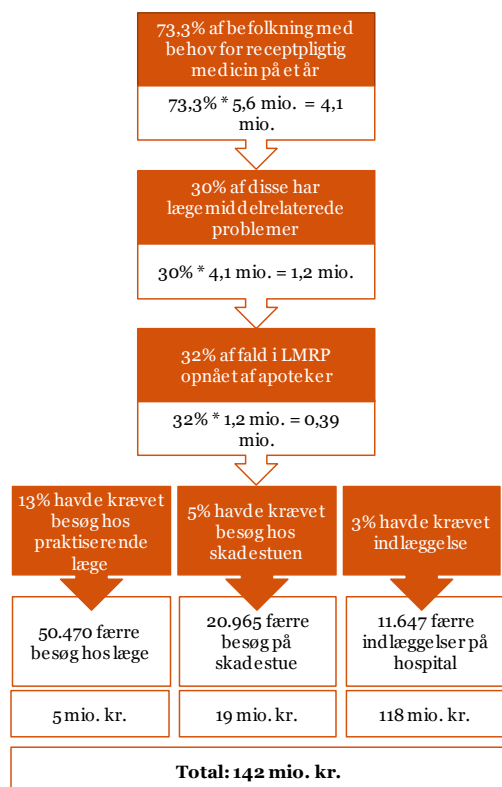 73,3% af befolkning med
behov for receptpligtig
medicin på et år
73,3% * 5,6 mio. = 4,1
mio.
30% af disse har
lægemiddelrelaterede
problemer
30% * 4,1 mio. = 1,2 mio.
32% af fald i LMRP
opnået af apoteker
32% * 1,2 mio. = 0,39
mio.
13% havde krævet
besøg hos
praktiserende
læge
5% havde krævet
besøg hos
skadestuen
3% havde krævet
indlæggelse
50.470 færre
besøg hos læge
20.965 færre
besøg på
skadestue
11.647 færre
indlæggelser på
hospital
5 mio. kr.
19 mio. kr.
118 mio. kr.
Total: 142 mio. kr.